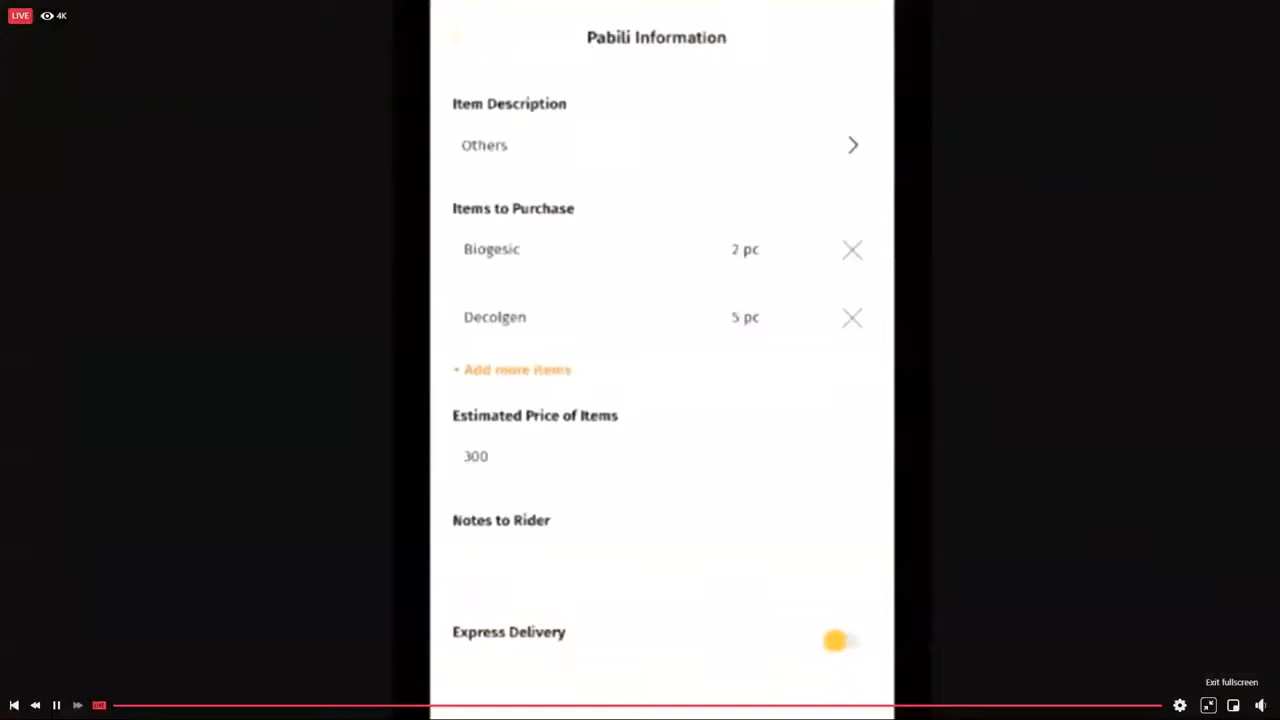 LIVE 4K
Pabili Information
Item Description
Others
Items to Purchase
Biogesic 2 pc
Decolgen 5 pc
+ Add more items
Estimated Price of Items
300
Notes to Rider
Express Delivery
Exit fullscreen
LIVE